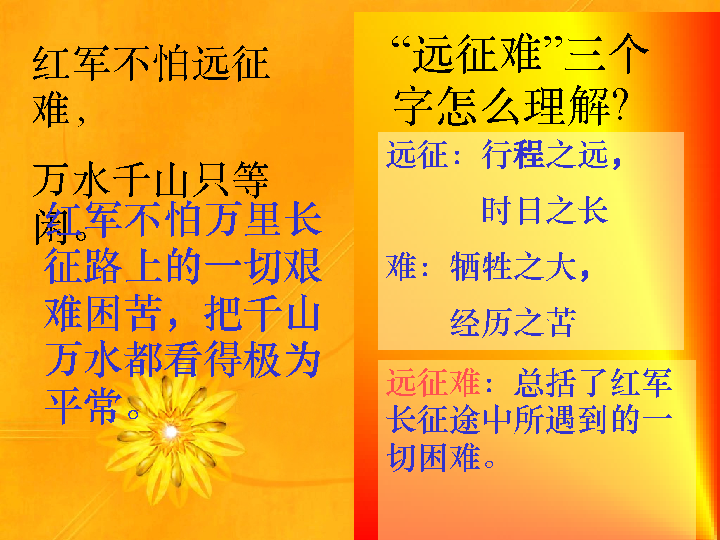 红军不怕远征
难，
万水千山只等
闲。
红军不怕万里长
征路上的一切艰
难困苦，把千山
万水都看得极为
平常。
“远征难”三个
字怎么理解？
远征：行程之远，
时日之长
难：牺牲之大，
经历之苦
远征难：总括了红军
长征途中所遇到的一
切困难。